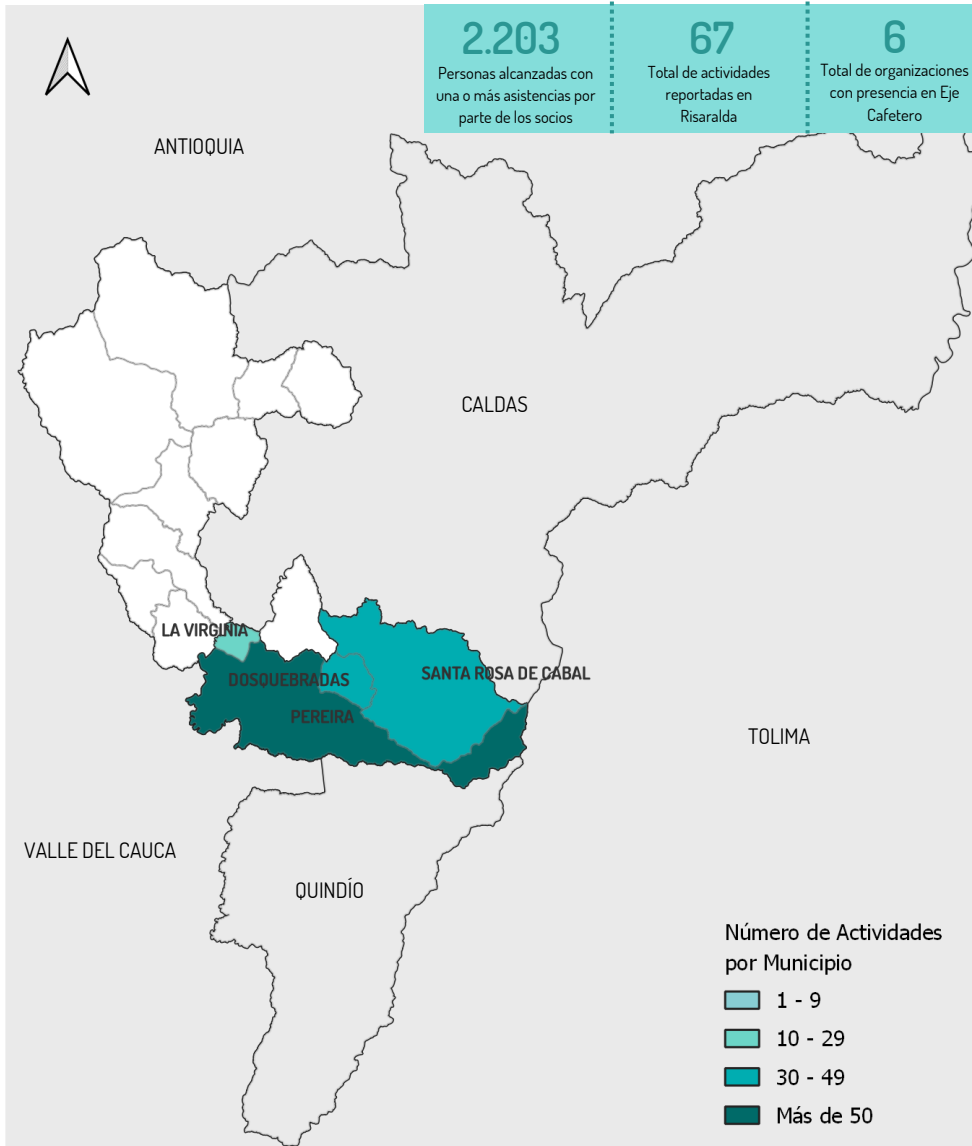 2.203
Personas alcanzadas con
una o más asistencias por
parte de los socios
67
Total de actividades
reportadas en
Risaralda
6
Total de organizaciones
con presencia en Eje
Cafetero
ANTIOQUIA
CALDAS
LA VIRGINIA
SANTA ROSA DE CABAL
DOSQUEBRADAS
PEREIRA
TOLIMA
VALLE DEL CAUCA
QUINDÍO
Número de Actividades
por Municipio
1 - 9
10 - 29
30 - 49
Más de 50